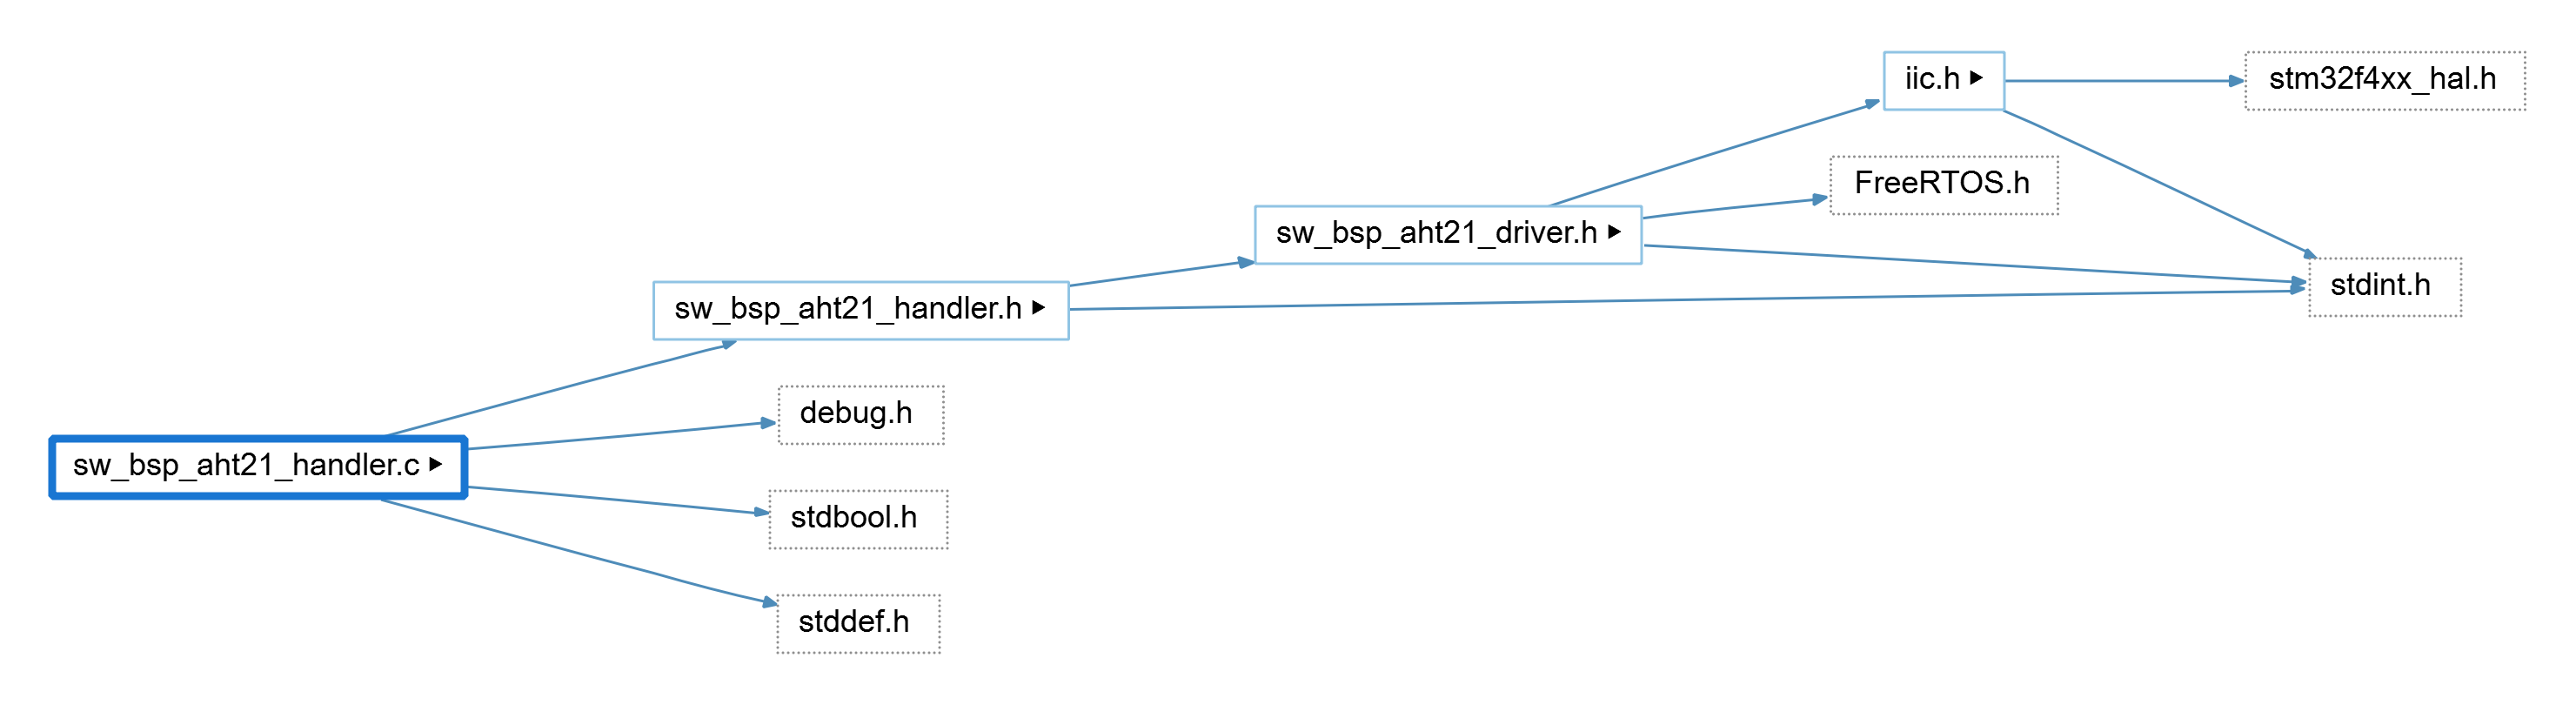 iic.h
stm32f4xx_hal.h
FreeRTOS.h
sw_bsp_aht21_driver.h
stdint.h
sw_bsp_aht21_handler.h
debug.h
sw_bsp_aht21_handler.c
stdbool.h
stddef.h